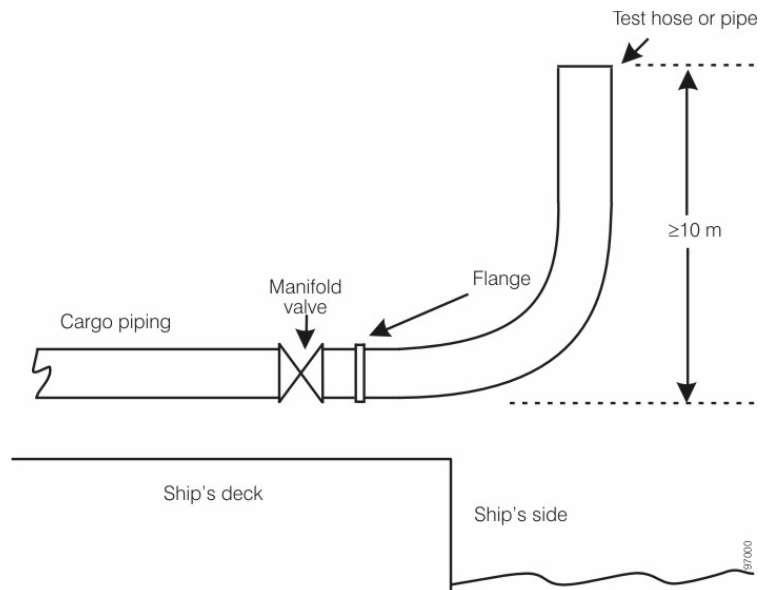 Test hose or pipe
≥10 m
Manifold
valve
Flange
Cargo piping
Ship's deck
Ship's side
97000